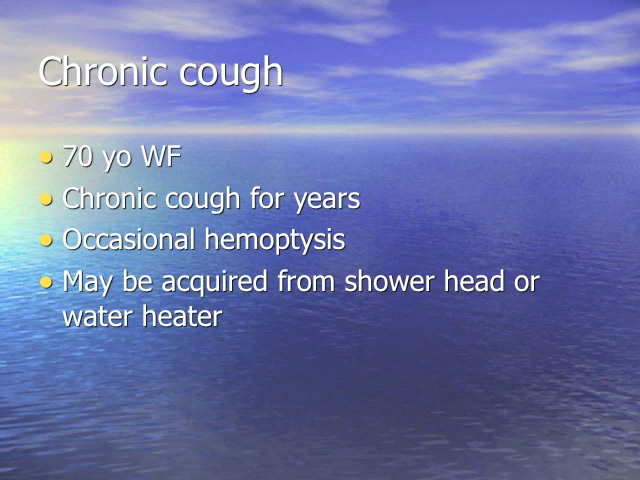 Chronic cough
• 70 yo WF
• Chronic cough for years
• Occasional hemoptysis
• May be acquired from shower head or
water heater